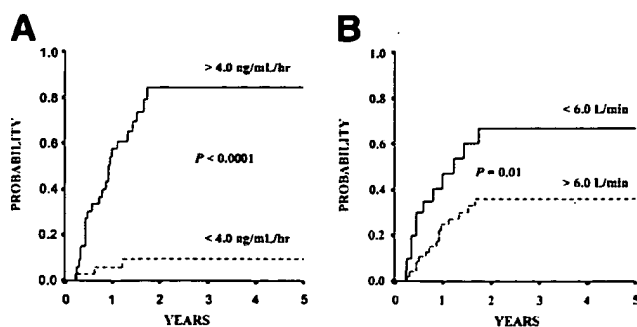 A
1.0
0.8
0.6
0.4
0.2
0.0
PROBABILITY
> 4.0 ng/mL/hr
P < 0.0001
< 4.0 ng/mL/hr
0 1 2 3 4 5
YEARS
B
1.0
0.8
0.6
0.4
0.2
0.0
PROBABILITY
< 6.0 L/min
P = 0.01
> 6.0 L/min
0 1 2 3 4 5
YEARS